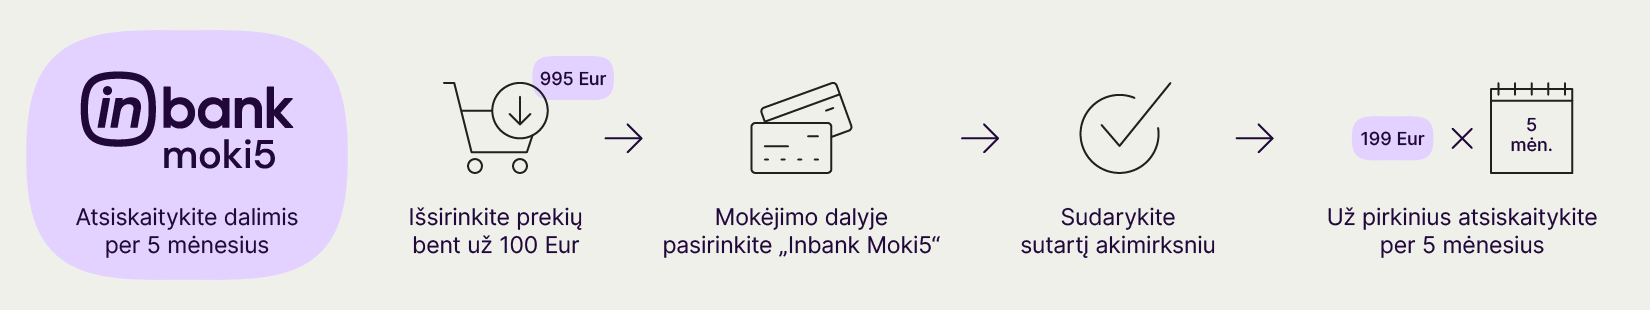 inbank
moki5
Atsiskaitykite dalimis
per 5 mėnesius
995 Eur
Išsirinkite prekių
bent už 100 Eur
Mokėjimo dalyje
pasirinkite „Inbank Moki5“
Sudarykite
sutartį akimirksniu
199 Eur
5
mėn.
Už pirkinius atsiskaitykite
per 5 mėnesius